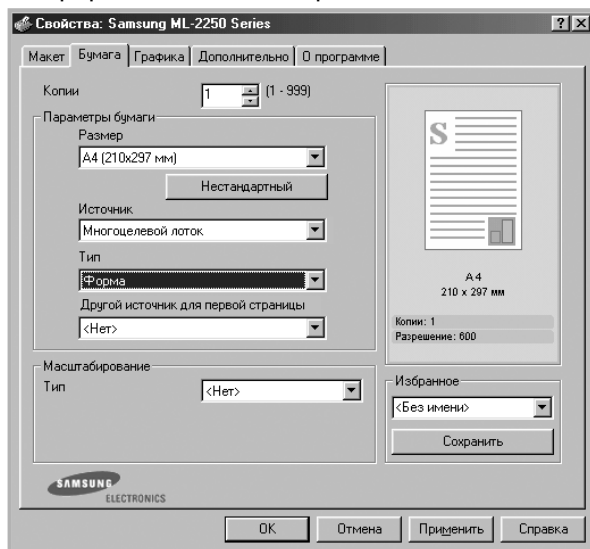 Свойства: Samsung ML-2250 Series
Макет Бумага Графика Дополнительно О программе
Копии 1 (1 - 999)
Параметры бумаги
Размер
A4 (210x297 мм)
Нестандартный
Источник
Многоцелевой лоток
Тип
Форма
Другой источник для первой страницы
<Нет>
Масштабирование
Тип <Нет>
S
A4
210 x 297 мм
Копии: 1
Разрешение: 600
Избранное
<Без имени>
Сохранить
SAMSUNG
ELECTRONICS
OK Отмена Применить Справка